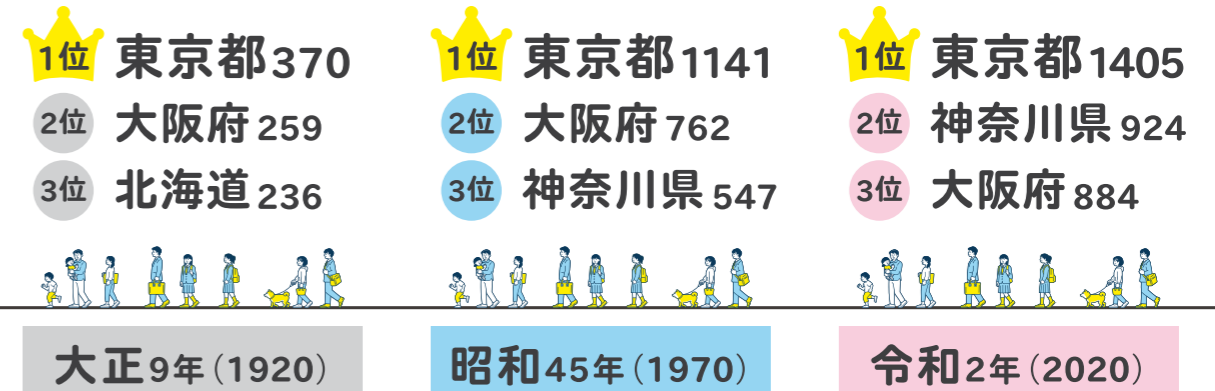 1位 東京都370
2位 大阪府259
3位 北海道236
大正9年(1920)
1位 東京都1141
2位 大阪府762
3位 神奈川県547
昭和45年(1970)
1位 東京都1405
2位 神奈川県924
3位 大阪府884
令和2年(2020)